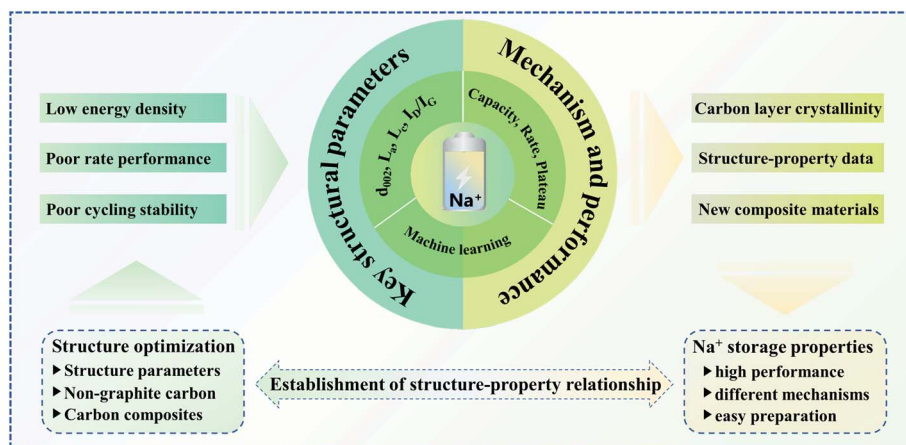 Low energy density
Poor rate performance
Poor cycling stability
Key structural parameters
Mechanism and performance
d002, La, Lc, ID/IG
Capacity, Rate, Plateau
Machine learning
Na+
Carbon layer crystallinity
Structure-property data
New composite materials
Structure optimization
Structure parameters
Non-graphite carbon
Carbon composites
Establishment of structure-property relationship
Na+ storage properties
high performance
different mechanisms
easy preparation